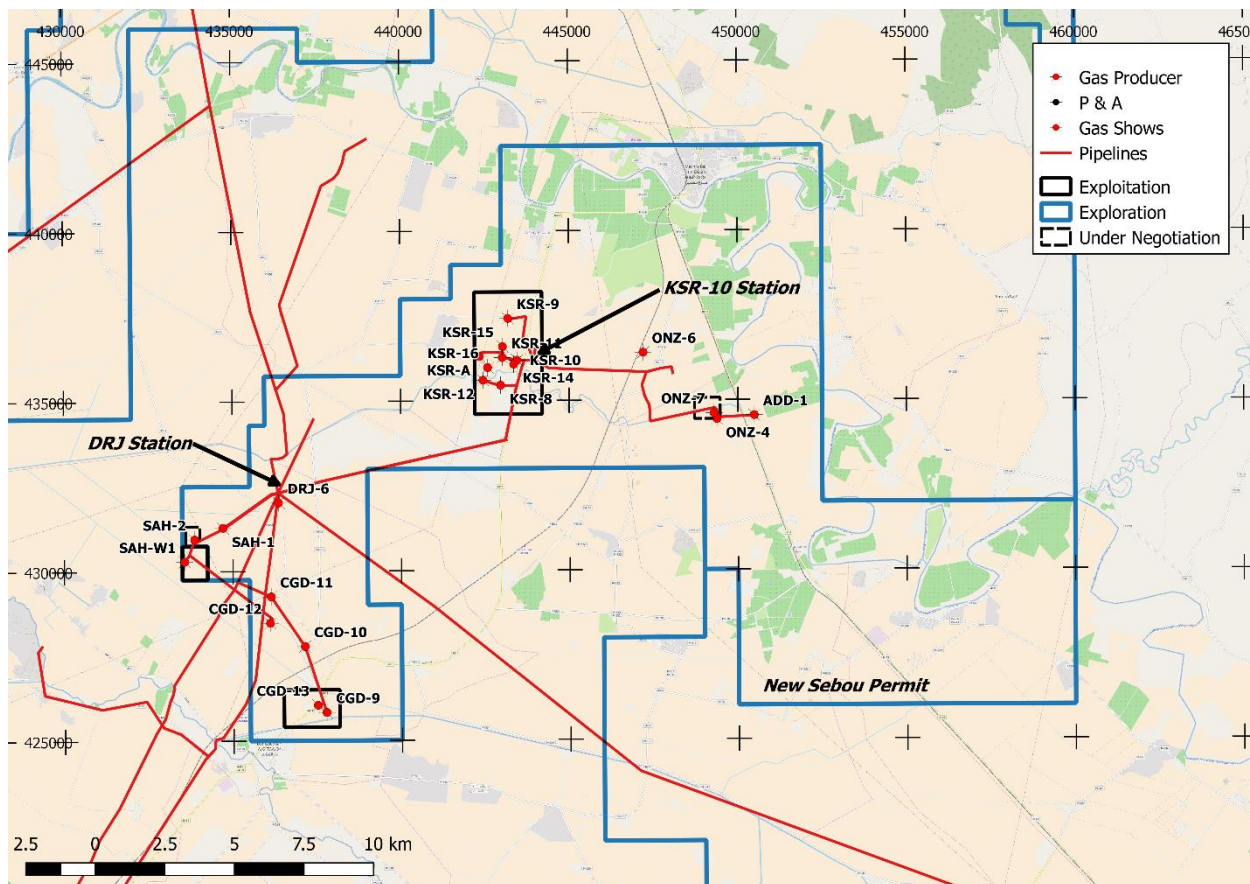 430000
435000
440000
445000
450000
455000
460000
46500
445000
Gas Producer
P & A
Gas Shows
Pipelines
Exploitation
Exploration
Under Negotiation
440000
KSR-10 Station
KSR-9
KSR-15
KSR-11
KSR-16
KSR-10
KSR-A
KSR-14
KSR-12
KSR-8
ONZ-6
435000
ONZ-7
ADD-1
ONZ-4
DRJ Station
DRJ-6
SAH-2
SAH-1
SAH-W1
430000
CGD-11
CGD-12
CGD-10
CGD-13
CGD-9
New Sebou Permit
425000
2.5 0 2.5 5 7.5 10 km